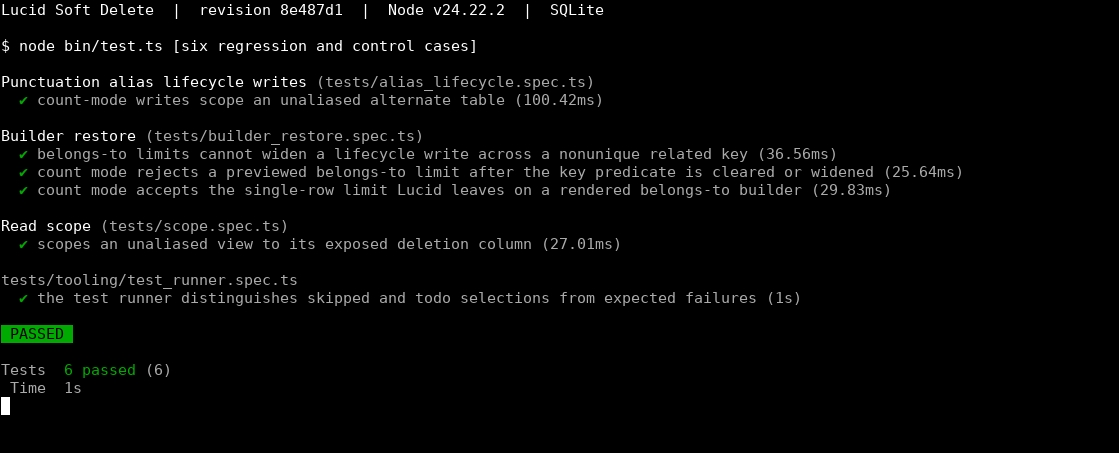 Lucid Soft Delete  |  revision 8e487d1  |  Node v24.22.2  |  SQLite
$ node bin/test.ts [six regression and control cases]
Punctuation alias lifecycle writes (tests/alias_lifecycle.spec.ts)
✔ count-mode writes scope an unaliased alternate table (100.42ms)
Builder restore (tests/builder_restore.spec.ts)
✔ belongs-to limits cannot widen a lifecycle write across a nonunique related key (36.56ms)
✔ count mode rejects a previewed belongs-to limit after the key predicate is cleared or widened (25.64ms)
✔ count mode accepts the single-row limit Lucid leaves on a rendered belongs-to builder (29.83ms)
Read scope (tests/scope.spec.ts)
✔ scopes an unaliased view to its exposed deletion column (27.01ms)
tests/tooling/test_runner.spec.ts
✔ the test runner distinguishes skipped and todo selections from expected failures (1s)
PASSED
Tests  6 passed (6)
Time  1s